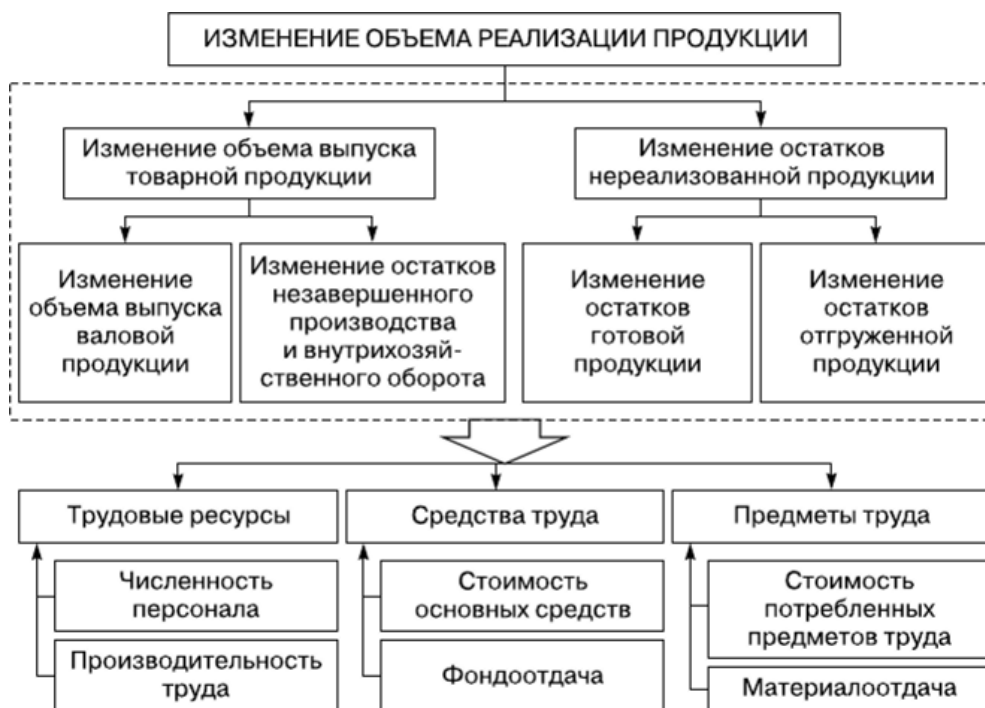 ИЗМЕНЕНИЕ ОБЪЕМА РЕАЛИЗАЦИИ ПРОДУКЦИИ
Изменение объема выпуска
товарной продукции
Изменение остатков
нереализованной продукции
Изменение
объема выпуска
валовой
продукции
Изменение остатков
незавершенного
производства
и внутрихозяй-
ственного оборота
Изменение
остатков
готовой
продукции
Изменение
остатков
отгруженной
продукции
Трудовые ресурсы
Средства труда
Предметы труда
Численность
персонала
Стоимость
основных средств
Стоимость
потребленных
предметов труда
Производительность
труда
Фондоотдача
Материалоотдача